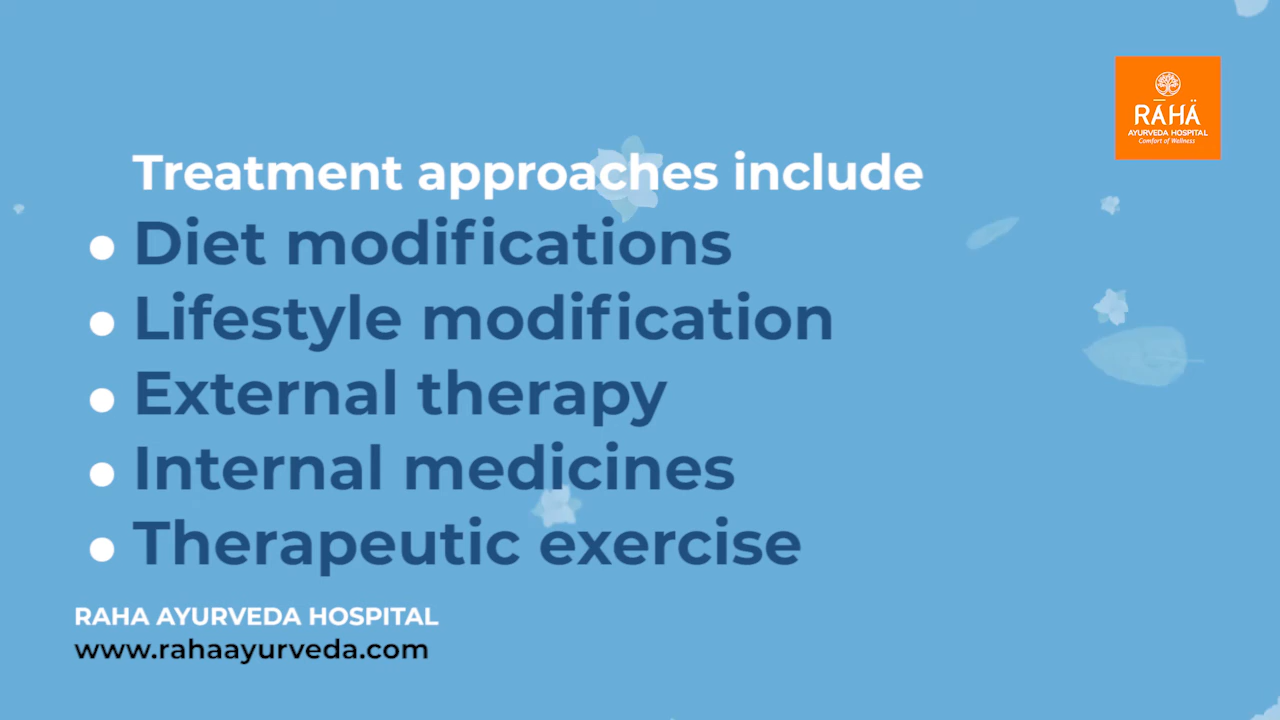 RĀHÄ
AYURVEDA HOSPITAL
Comfort of Wellness
Treatment approaches include
● Diet modifications
● Lifestyle modification
● External therapy
● Internal medicines
● Therapeutic exercise
RAHA AYURVEDA HOSPITAL
www.rahaayurveda.com